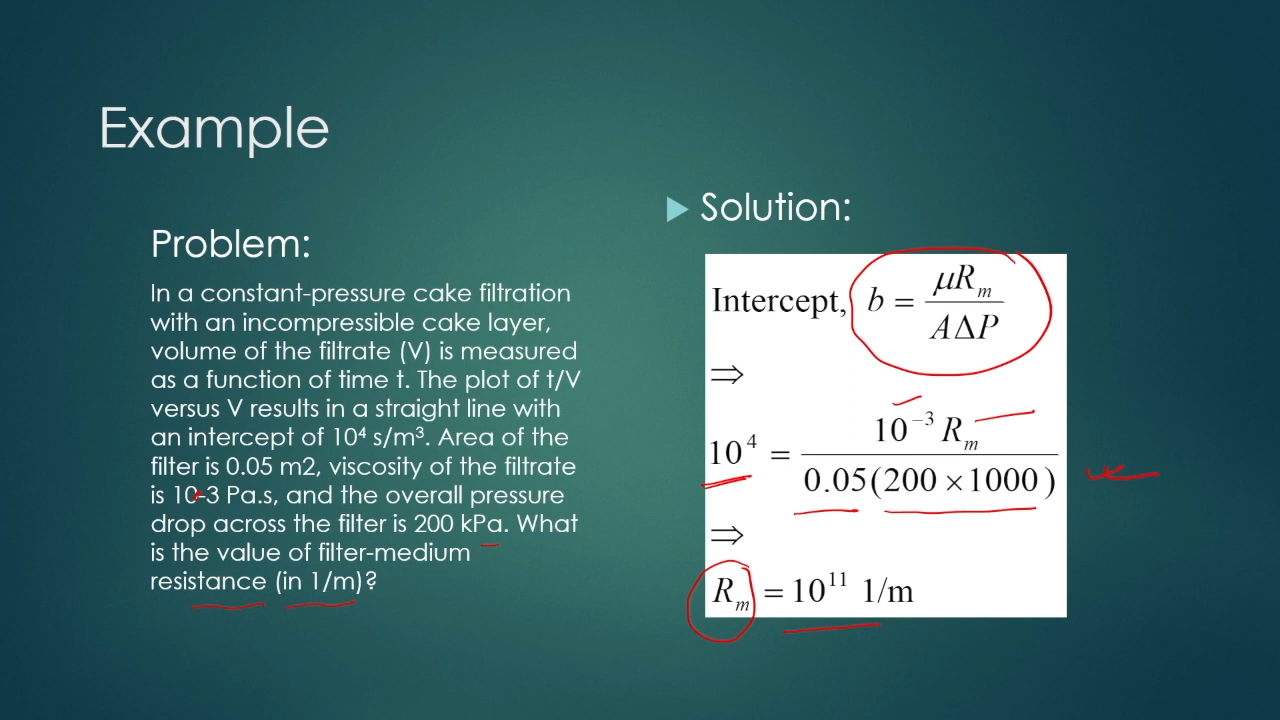 Example
Problem:
In a constant-pressure cake filtration
with an incompressible cake layer,
volume of the filtrate (V) is measured
as a function of time t. The plot of t/V
versus V results in a straight line with
an intercept of 10⁴ s/m³. Area of the
filter is 0.05 m2, viscosity of the filtrate
is 10-3 Pa.s, and the overall pressure
drop across the filter is 200 kPa. What
is the value of filter-medium
resistance (in 1/m)?
Solution:
Intercept, b = μRₘ / AΔP
⇒
10⁴ = 10⁻³ Rₘ / 0.05(200 × 1000)
⇒
Rₘ = 10¹¹ 1/m